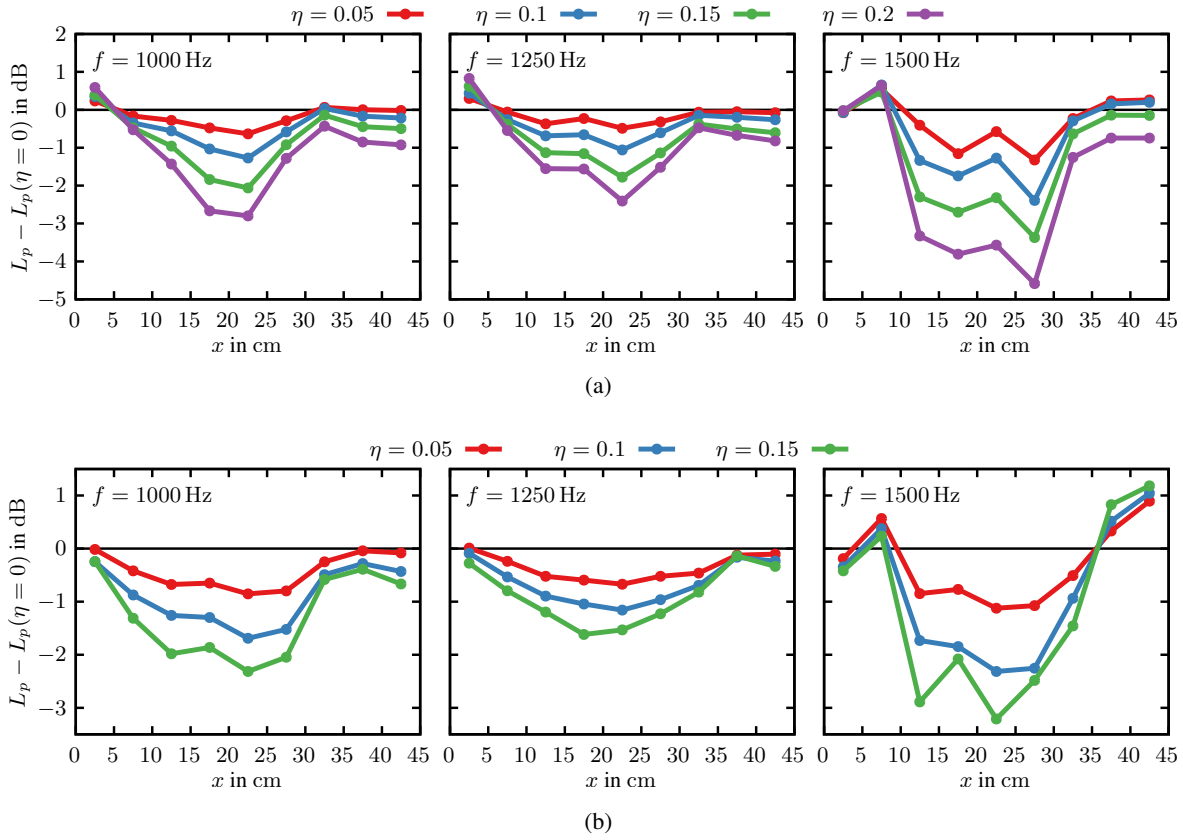 η = 0.05 η = 0.1 η = 0.15 η = 0.2
2
1
0
−1
−2
−3
−4
−5
L_p − L_p(η = 0) in dB
f = 1000 Hz
f = 1250 Hz
f = 1500 Hz
0 5 10 15 20 25 30 35 40 45
0 5 10 15 20 25 30 35 40 45
0 5 10 15 20 25 30 35 40 45
x in cm
x in cm
x in cm
(a)
η = 0.05 η = 0.1 η = 0.15
1
0
−1
−2
−3
L_p − L_p(η = 0) in dB
f = 1000 Hz
f = 1250 Hz
f = 1500 Hz
0 5 10 15 20 25 30 35 40 45
0 5 10 15 20 25 30 35 40 45
0 5 10 15 20 25 30 35 40 45
x in cm
x in cm
x in cm
(b)